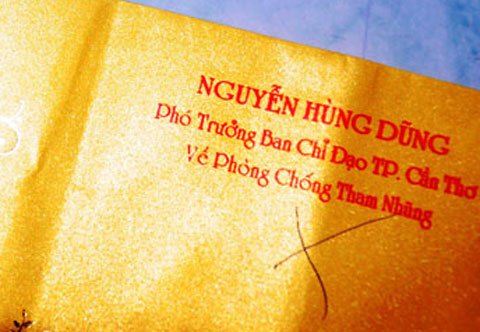 NGUYỄN HÙNG DŨNG
Phó Trưởng Ban Chỉ Đạo TP. Cần Thơ
Về Phòng Chống Tham Nhũng